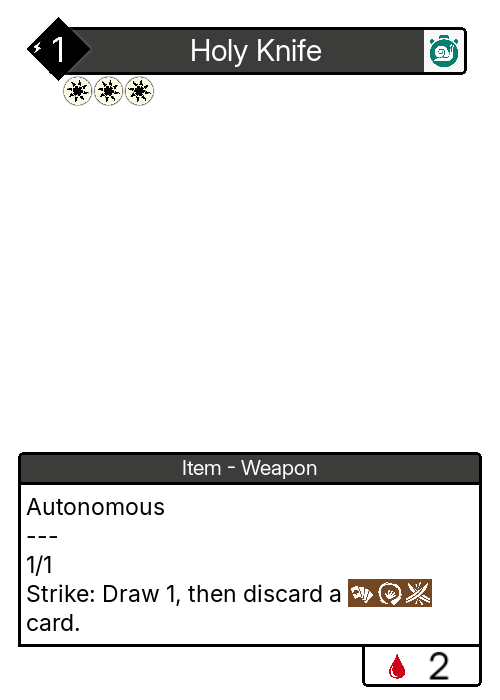 1 Holy Knife
Item - Weapon
Autonomous
---
1/1
Strike: Draw 1, then discard a
card.
2